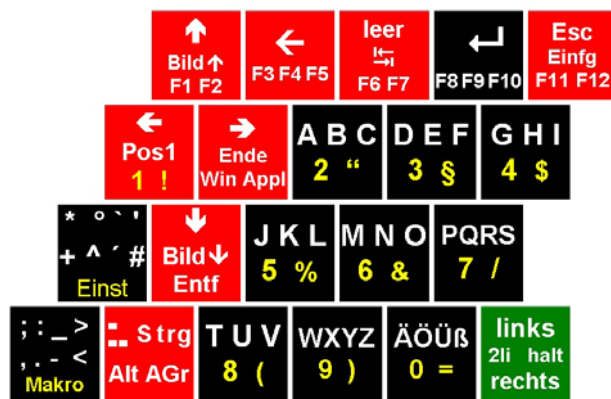 ↑
Bild↑
F1 F2
←
F3 F4 F5
leer
↹
F6 F7
↵
F8 F9 F10
Esc
Einfg
F11 F12
←
Pos1
1 !
→
Ende
Win Appl
A B C
2 “
D E F
3 §
G H I
4 $
* ° ` '
+ ^ ´ #
Einst
↓
Bild↓
Entf
J K L
5 %
M N O
6 &
PQRS
7 /
; : _ >
, . - <
Makro
Strg
Alt AGr
T U V
8 (
WXYZ
9 )
ÄÖÜß
0 =
links
2li halt
rechts